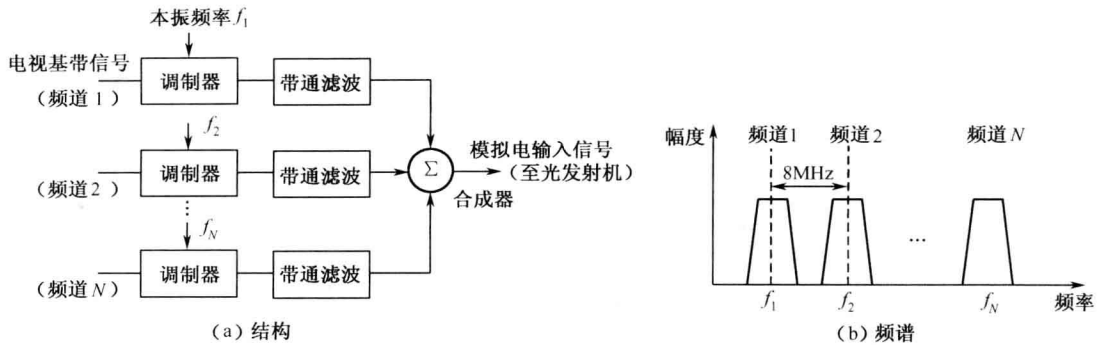 本振频率f₁
电视基带信号
(频道1)
调制器
带通滤波
f₂
(频道2)
调制器
带通滤波
⋮
f_N
(频道N)
调制器
带通滤波
Σ
合成器
模拟电输入信号
(至光发射机)
(a)结构
幅度
频道1
频道2
频道N
8MHz
…
f₁
f₂
f_N
频率
(b)频谱